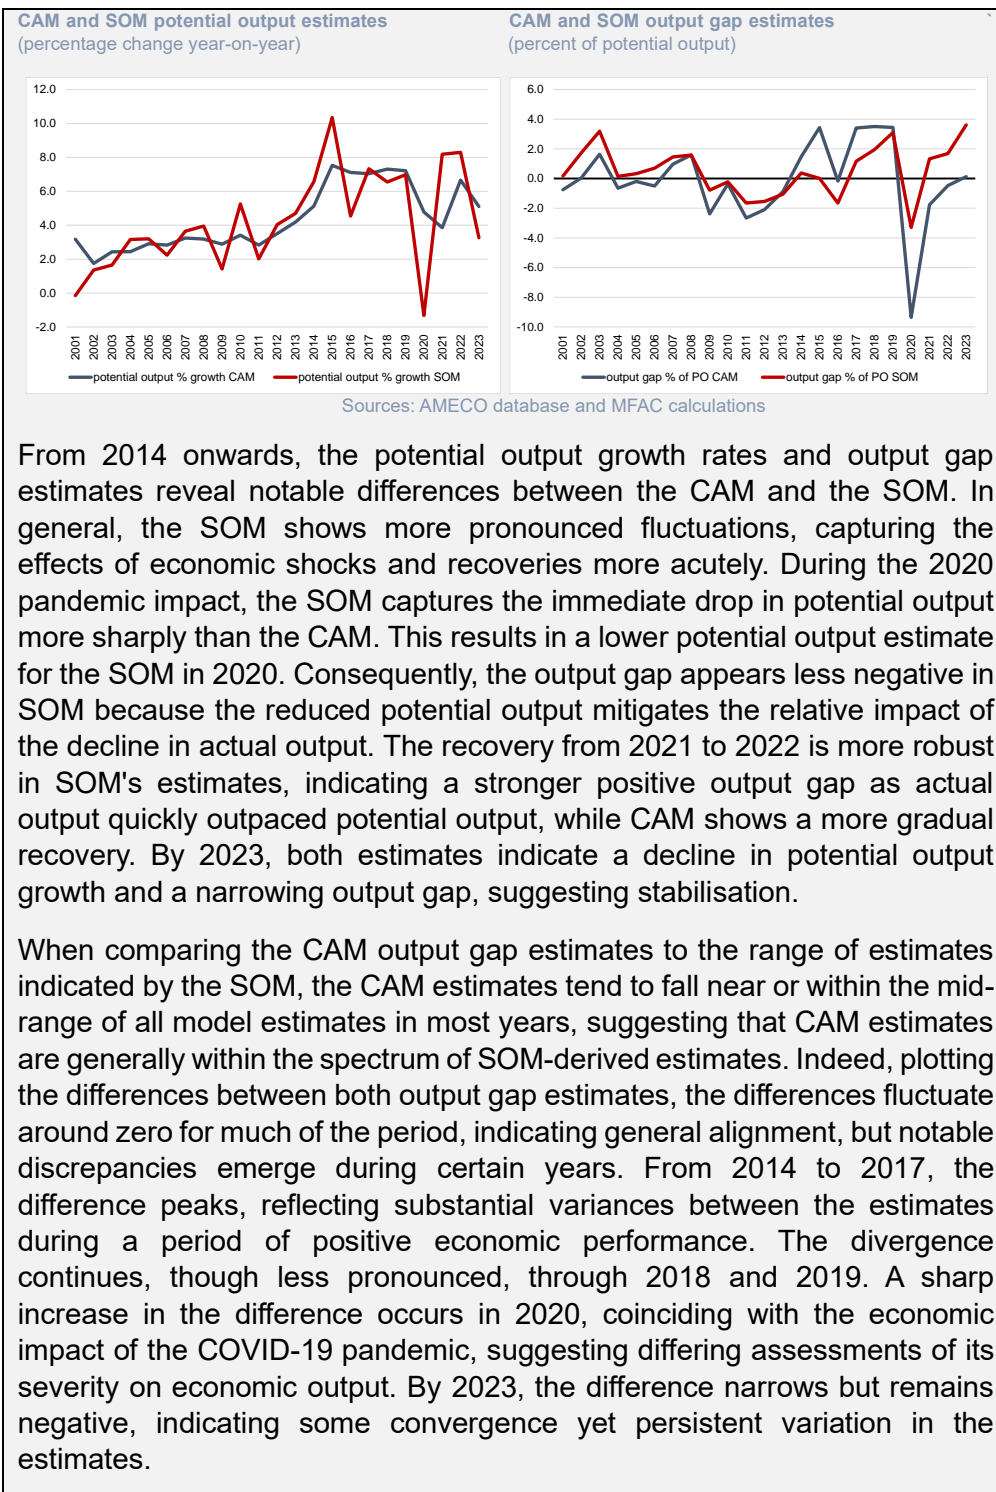 CAM and SOM potential output estimates
(percentage change year-on-year)
12.0
10.0
8.0
6.0
4.0
2.0
0.0
-2.0
2001 2002 2003 2004 2005 2006 2007 2008 2009 2010 2011 2012 2013 2014 2015 2016 2017 2018 2019 2020 2021 2022 2023
potential output % growth CAM potential output % growth SOM
CAM and SOM output gap estimates `
(percent of potential output)
6.0
4.0
2.0
0.0
-2.0
-4.0
-6.0
-8.0
-10.0
2001 2002 2003 2004 2005 2006 2007 2008 2009 2010 2011 2012 2013 2014 2015 2016 2017 2018 2019 2020 2021 2022 2023
output gap % of PO CAM output gap % of PO SOM
Sources: AMECO database and MFAC calculations
From 2014 onwards, the potential output growth rates and output gap
estimates reveal notable differences between the CAM and the SOM. In
general, the SOM shows more pronounced fluctuations, capturing the
effects of economic shocks and recoveries more acutely. During the 2020
pandemic impact, the SOM captures the immediate drop in potential output
more sharply than the CAM. This results in a lower potential output estimate
for the SOM in 2020. Consequently, the output gap appears less negative in
SOM because the reduced potential output mitigates the relative impact of
the decline in actual output. The recovery from 2021 to 2022 is more robust
in SOM's estimates, indicating a stronger positive output gap as actual
output quickly outpaced potential output, while CAM shows a more gradual
recovery. By 2023, both estimates indicate a decline in potential output
growth and a narrowing output gap, suggesting stabilisation.
When comparing the CAM output gap estimates to the range of estimates
indicated by the SOM, the CAM estimates tend to fall near or within the mid-
range of all model estimates in most years, suggesting that CAM estimates
are generally within the spectrum of SOM-derived estimates. Indeed, plotting
the differences between both output gap estimates, the differences fluctuate
around zero for much of the period, indicating general alignment, but notable
discrepancies emerge during certain years. From 2014 to 2017, the
difference peaks, reflecting substantial variances between the estimates
during a period of positive economic performance. The divergence
continues, though less pronounced, through 2018 and 2019. A sharp
increase in the difference occurs in 2020, coinciding with the economic
impact of the COVID-19 pandemic, suggesting differing assessments of its
severity on economic output. By 2023, the difference narrows but remains
negative, indicating some convergence yet persistent variation in the
estimates.